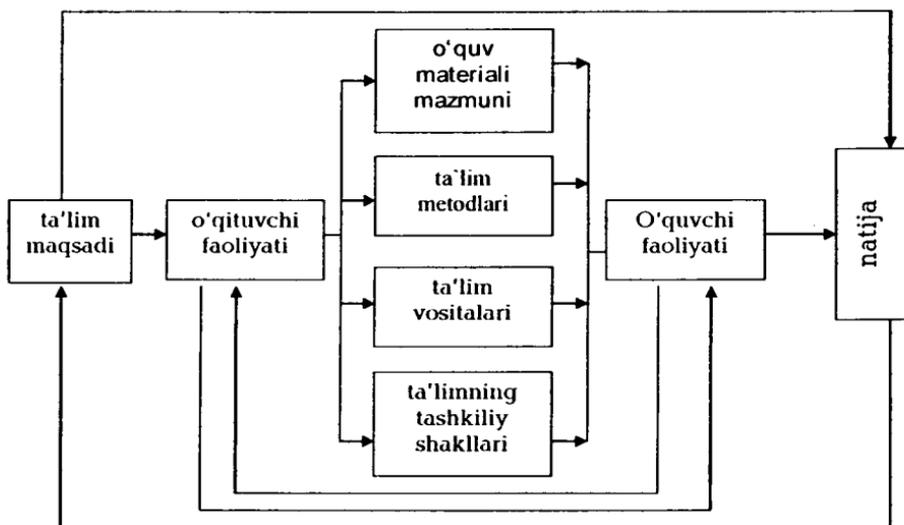 o'quv
materiali
mazmuni
ta'lim
maqsadi
o'qituvchi
faoliyati
ta`lim
metodlari
ta'lim
vositalari
ta'limning
tashkiliy
shakllari
O'quvchi
faoliyati
natija